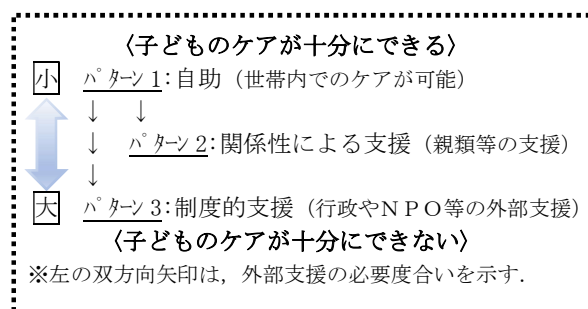 〈子どものケアが十分にできる〉
小 パターン1:自助（世帯内でのケアが可能）
↓ ↓
↓ パターン2:関係性による支援（親類等の支援）
↓
大 パターン3:制度的支援（行政やNPO等の外部支援）
〈子どものケアが十分にできない〉
※左の双方向矢印は，外部支援の必要度合いを示す．